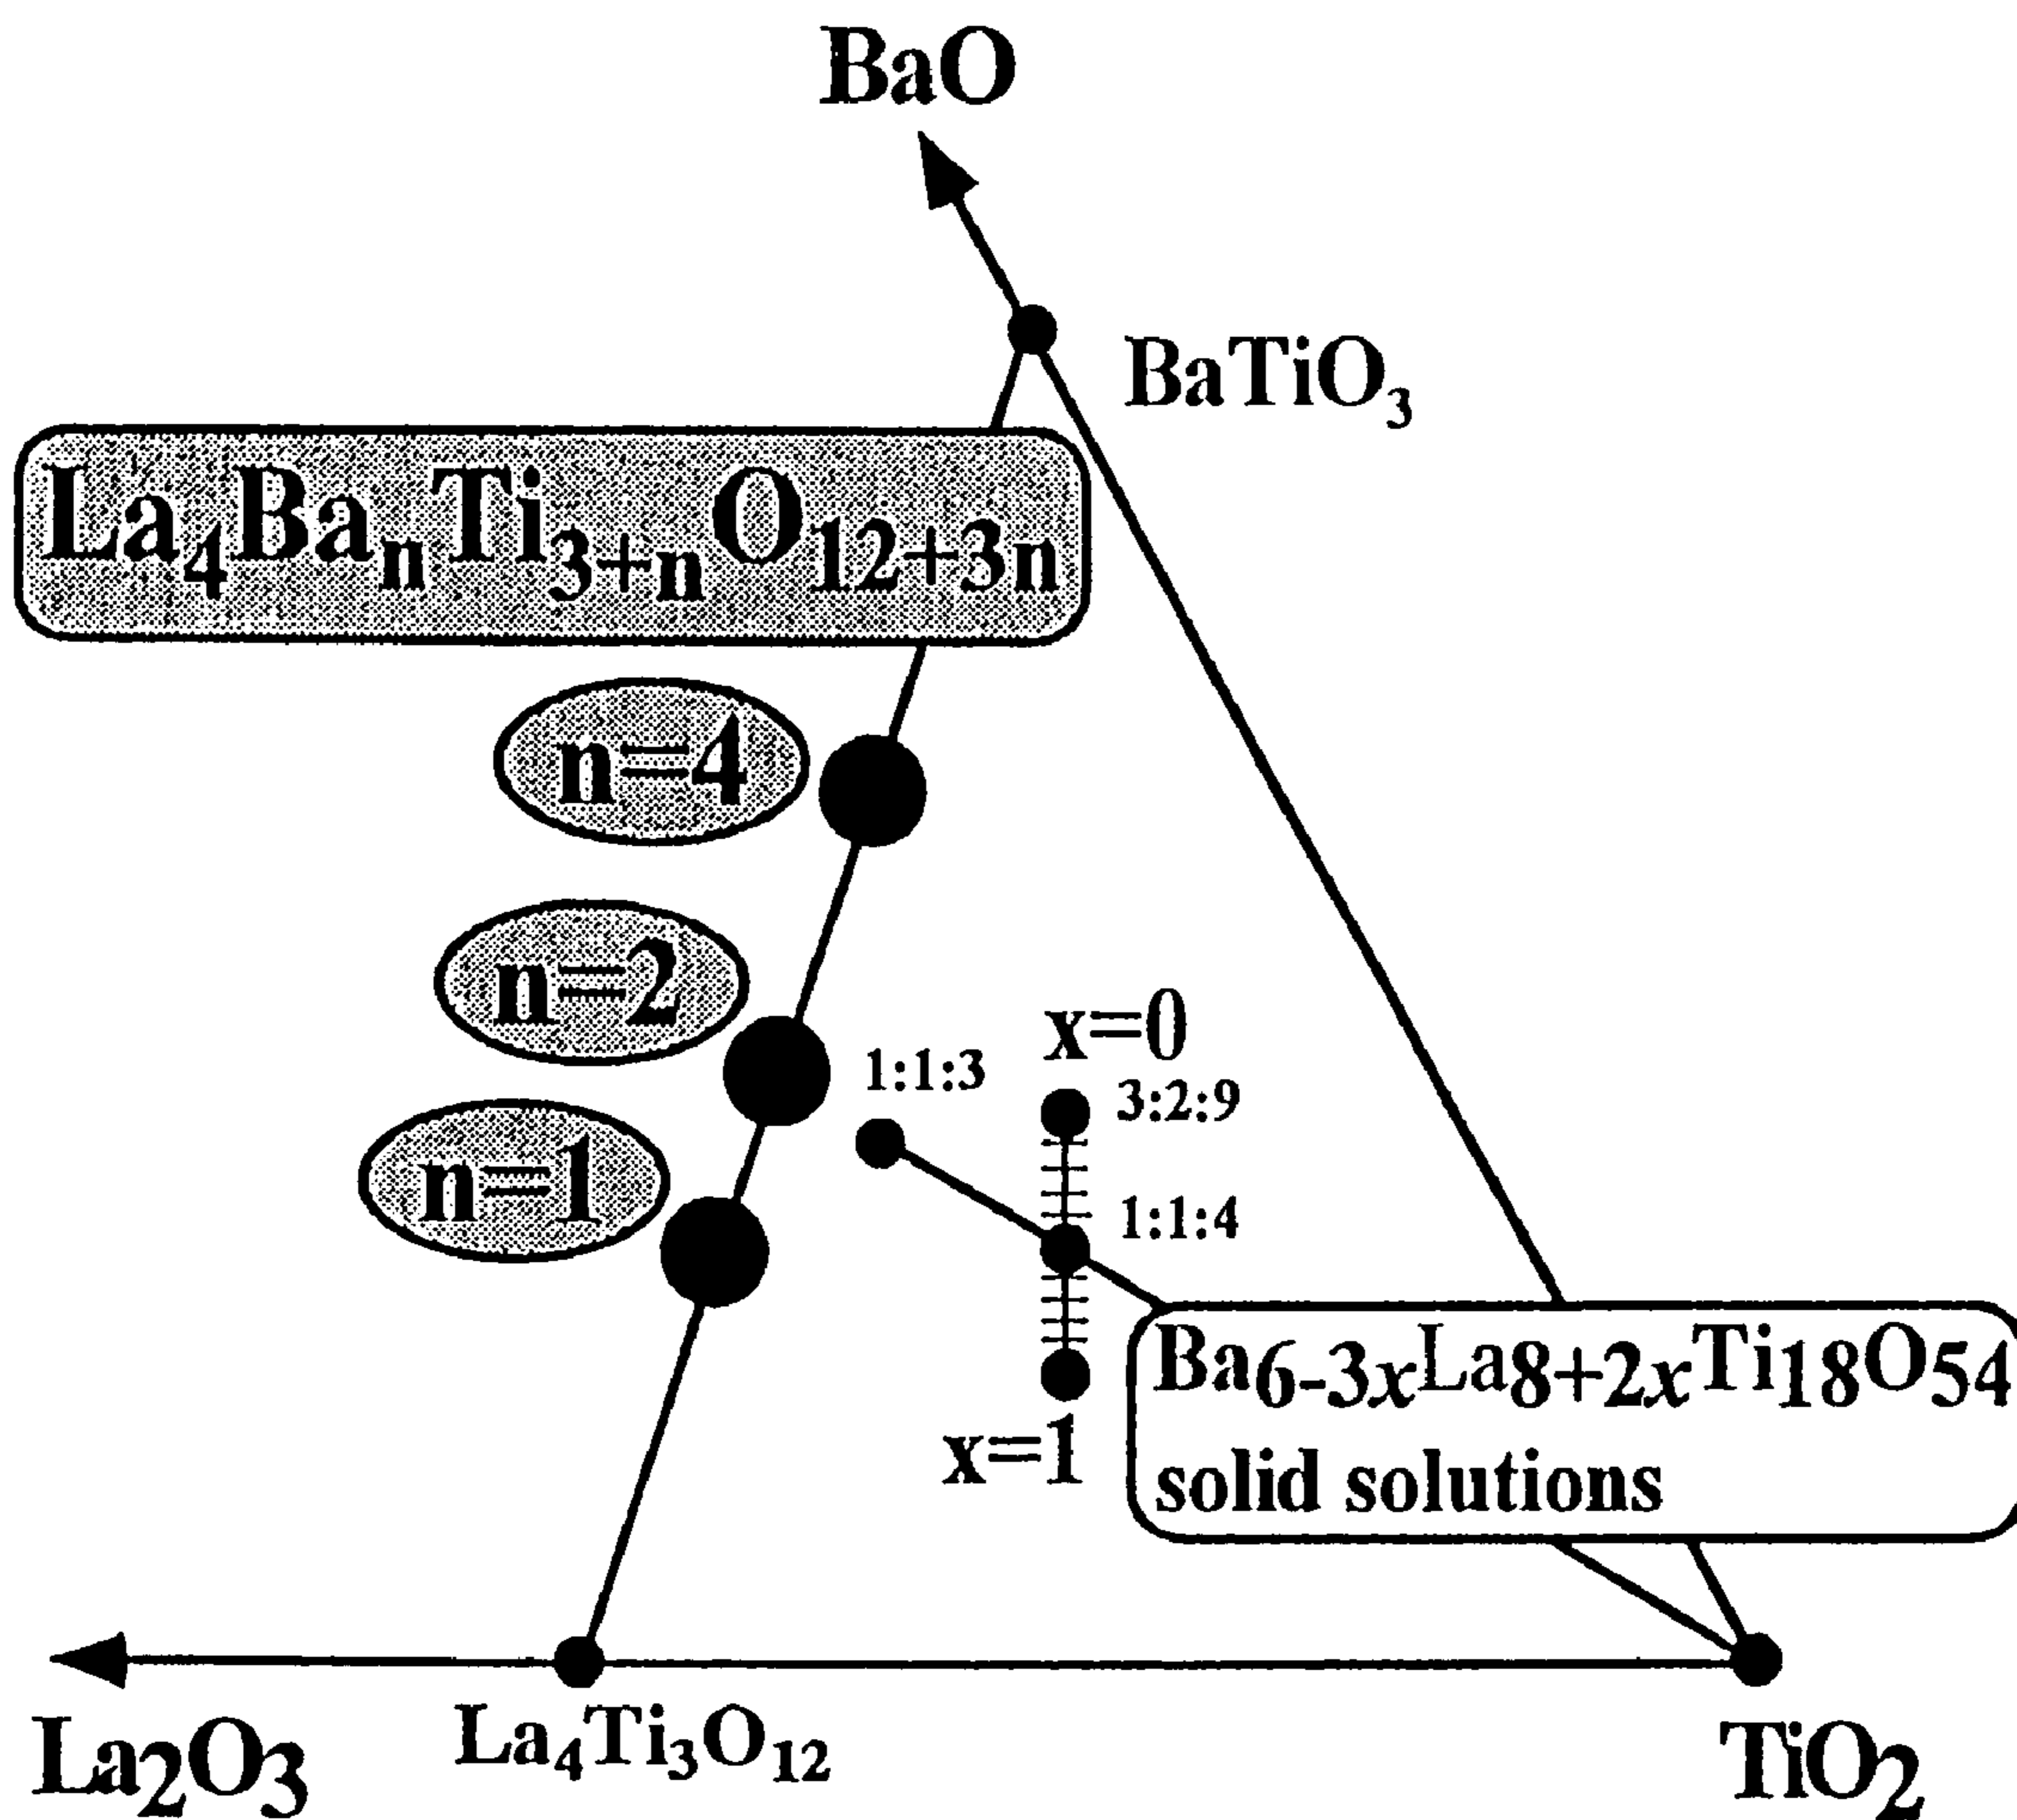 BaO
BaTiO₃
La₄BaₙTi₃₊ₙO₁₂₊₃ₙ
n=4
n=2
x=0
1:1:3
3:2:9
n=1
1:1:4
Ba₆₋₃ₓLa₈₊₂ₓTi₁₈O₅₄
x=1
solid solutions
La₄Ti₃O₁₂
La₂O₃
TiO₂